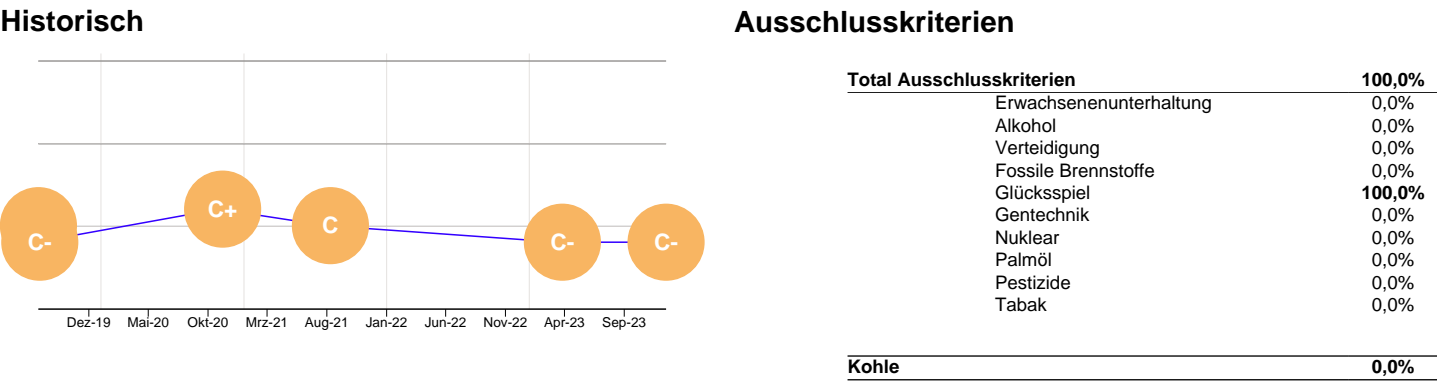 Historisch
C-
C+
C
C-
C-
Dez-19 Mai-20 Okt-20 Mrz-21 Aug-21 Jan-22 Jun-22 Nov-22 Apr-23 Sep-23
Ausschlusskriterien
Total Ausschlusskriterien 100,0%
Erwachsenenunterhaltung 0,0%
Alkohol 0,0%
Verteidigung 0,0%
Fossile Brennstoffe 0,0%
Glücksspiel 100,0%
Gentechnik 0,0%
Nuklear 0,0%
Palmöl 0,0%
Pestizide 0,0%
Tabak 0,0%
Kohle 0,0%